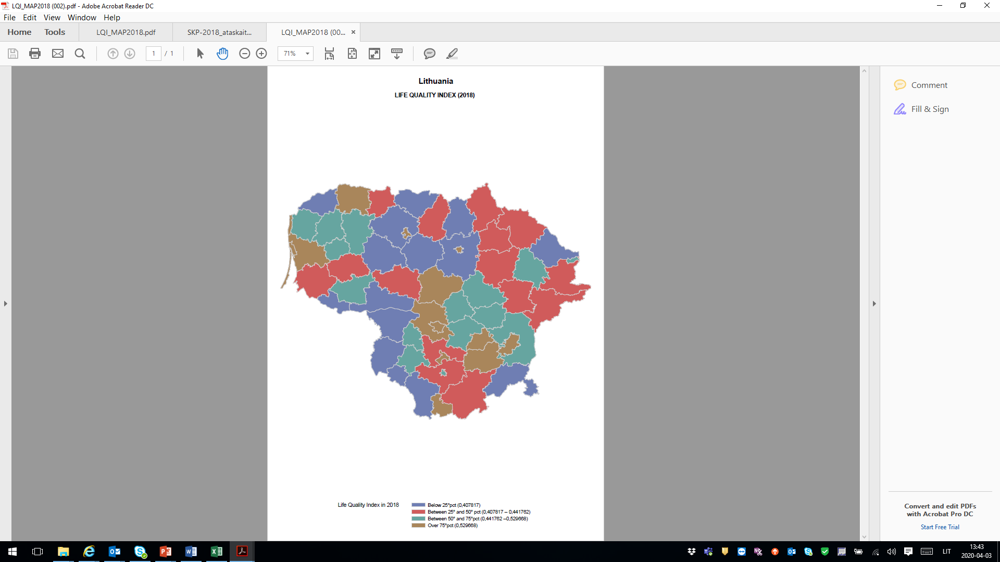 LQI_MAP2018 (002).pdf - Adobe Acrobat Reader DC
File Edit View Window Help
Home Tools LQI_MAP2018.pdf SKP-2018_ataskait... LQI_MAP2018 (00... ×
1 / 1 71%
Lithuania
LIFE QUALITY INDEX (2018)
Comment
Fill & Sign
Life Quality Index in 2018
Below 25°pct (0,407817)
Between 25° and 50° pct (0,407817 – 0,441762)
Between 50° and 75°pct (0,441762 –0,529668)
Over 75°pct (0,529668)
Convert and edit PDFs
with Acrobat Pro DC
Start Free Trial
LIT
13:43
2020-04-03